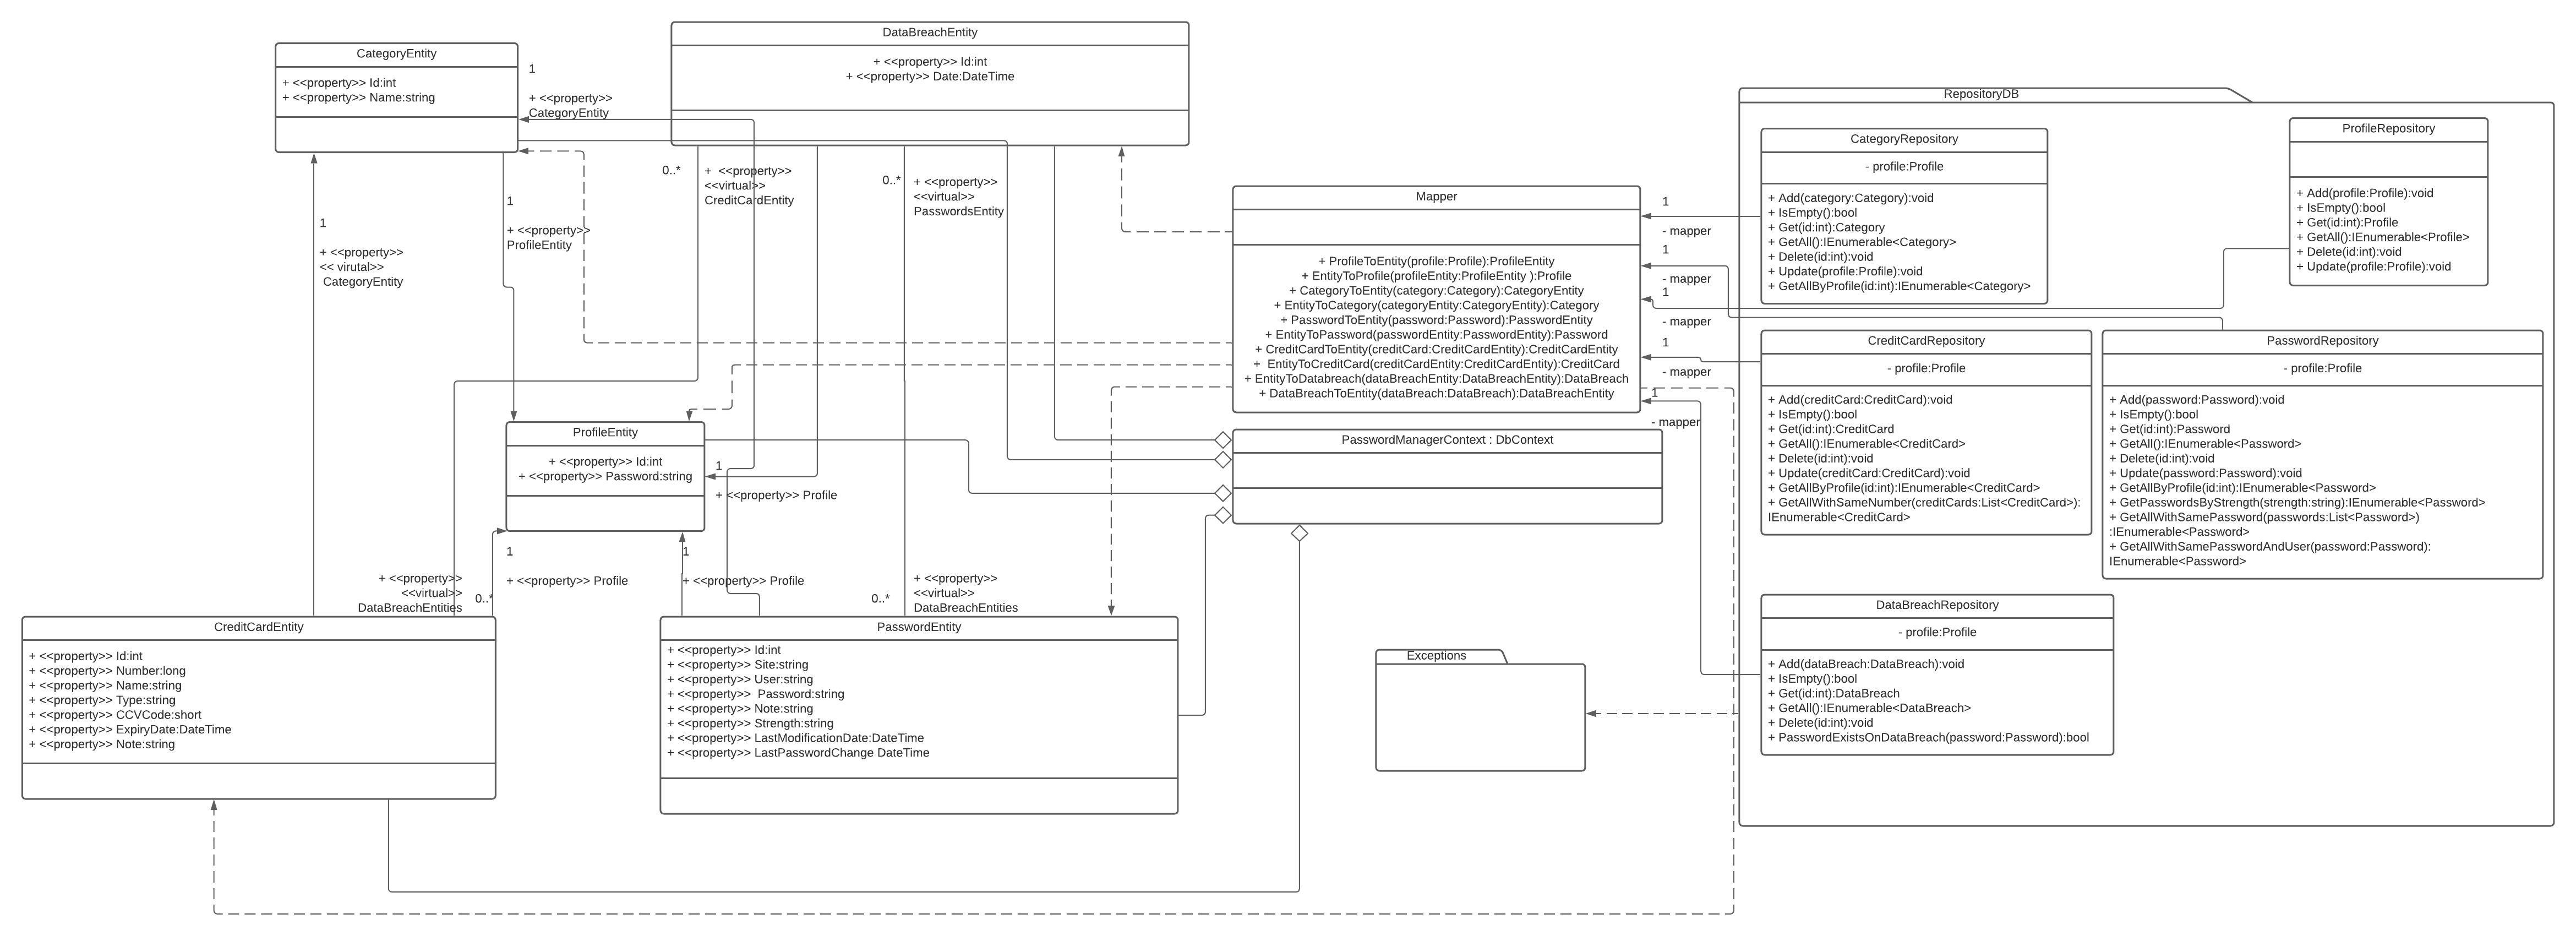 CategoryEntity
+ <<property>> Id:int
+ <<property>> Name:string
1
+ <<property>>
CategoryEntity
DataBreachEntity
+ <<property>> Id:int
+ <<property>> Date:DateTime
0..*
+  <<property>>
<<virtual>>
CreditCardEntity
0..*
+ <<property>>
<<virtual>>
PasswordsEntity
1
+ <<property>>
ProfileEntity
1
+ <<property>>
<< virutal>>
CategoryEntity
Mapper
+ ProfileToEntity(profile:Profile):ProfileEntity
+ EntityToProfile(profileEntity:ProfileEntity ):Profile
+ CategoryToEntity(category:Category):CategoryEntity
+ EntityToCategory(categoryEntity:CategoryEntity):Category
+ PasswordToEntity(password:Password):PasswordEntity
+ EntityToPassword(passwordEntity:PasswordEntity):Password
+ CreditCardToEntity(creditCard:CreditCardEntity):CreditCardEntity
+  EntityToCreditCard(creditCardEntity:CreditCardEntity):CreditCard
+ EntityToDatabreach(dataBreachEntity:DataBreachEntity):DataBreach
+ DataBreachToEntity(dataBreach:DataBreach):DataBreachEntity
1
- mapper
1
- mapper
1
- mapper
1
- mapper
1
- mapper
ProfileEntity
+ <<property>> Id:int
+ <<property>> Password:string
1
+ <<property>> Profile
PasswordManagerContext : DbContext
1
+ <<property>> Profile
1
+ <<property>> Profile
+ <<property>>
<<virtual>>
DataBreachEntities
0..*
0..*
+ <<property>>
<<virtual>>
DataBreachEntities
CreditCardEntity
+ <<property>> Id:int
+ <<property>> Number:long
+ <<property>> Name:string
+ <<property>> Type:string
+ <<property>> CCVCode:short
+ <<property>> ExpiryDate:DateTime
+ <<property>> Note:string
PasswordEntity
+ <<property>> Id:int
+ <<property>> Site:string
+ <<property>> User:string
+ <<property>>  Password:string
+ <<property>> Note:string
+ <<property>> Strength:string
+ <<property>> LastModificationDate:DateTime
+ <<property>> LastPasswordChange DateTime
Exceptions
RepositoryDB
CategoryRepository
- profile:Profile
+ Add(category:Category):void
+ IsEmpty():bool
+ Get(id:int):Category
+ GetAll():IEnumerable<Category>
+ Delete(id:int):void
+ Update(profile:Profile):void
+ GetAllByProfile(id:int):IEnumerable<Category>
ProfileRepository
+ Add(profile:Profile):void
+ IsEmpty():bool
+ Get(id:int):Profile
+ GetAll():IEnumerable<Profile>
+ Delete(id:int):void
+ Update(profile:Profile):void
CreditCardRepository
- profile:Profile
+ Add(creditCard:CreditCard):void
+ IsEmpty():bool
+ Get(id:int):CreditCard
+ GetAll():IEnumerable<CreditCard>
+ Delete(id:int):void
+ Update(creditCard:CreditCard):void
+ GetAllByProfile(id:int):IEnumerable<CreditCard>
+ GetAllWithSameNumber(creditCards:List<CreditCard>):
IEnumerable<CreditCard>
PasswordRepository
- profile:Profile
+ Add(password:Password):void
+ IsEmpty():bool
+ Get(id:int):Password
+ GetAll():IEnumerable<Password>
+ Delete(id:int):void
+ Update(password:Password):void
+ GetAllByProfile(id:int):IEnumerable<Password>
+ GetPasswordsByStrength(strength:string):IEnumerable<Password>
+ GetAllWithSamePassword(passwords:List<Password>)
:IEnumerable<Password>
+ GetAllWithSamePasswordAndUser(password:Password):
IEnumerable<Password>
DataBreachRepository
- profile:Profile
+ Add(dataBreach:DataBreach):void
+ IsEmpty():bool
+ Get(id:int):DataBreach
+ GetAll():IEnumerable<DataBreach>
+ Delete(id:int):void
+ PasswordExistsOnDataBreach(password:Password):bool